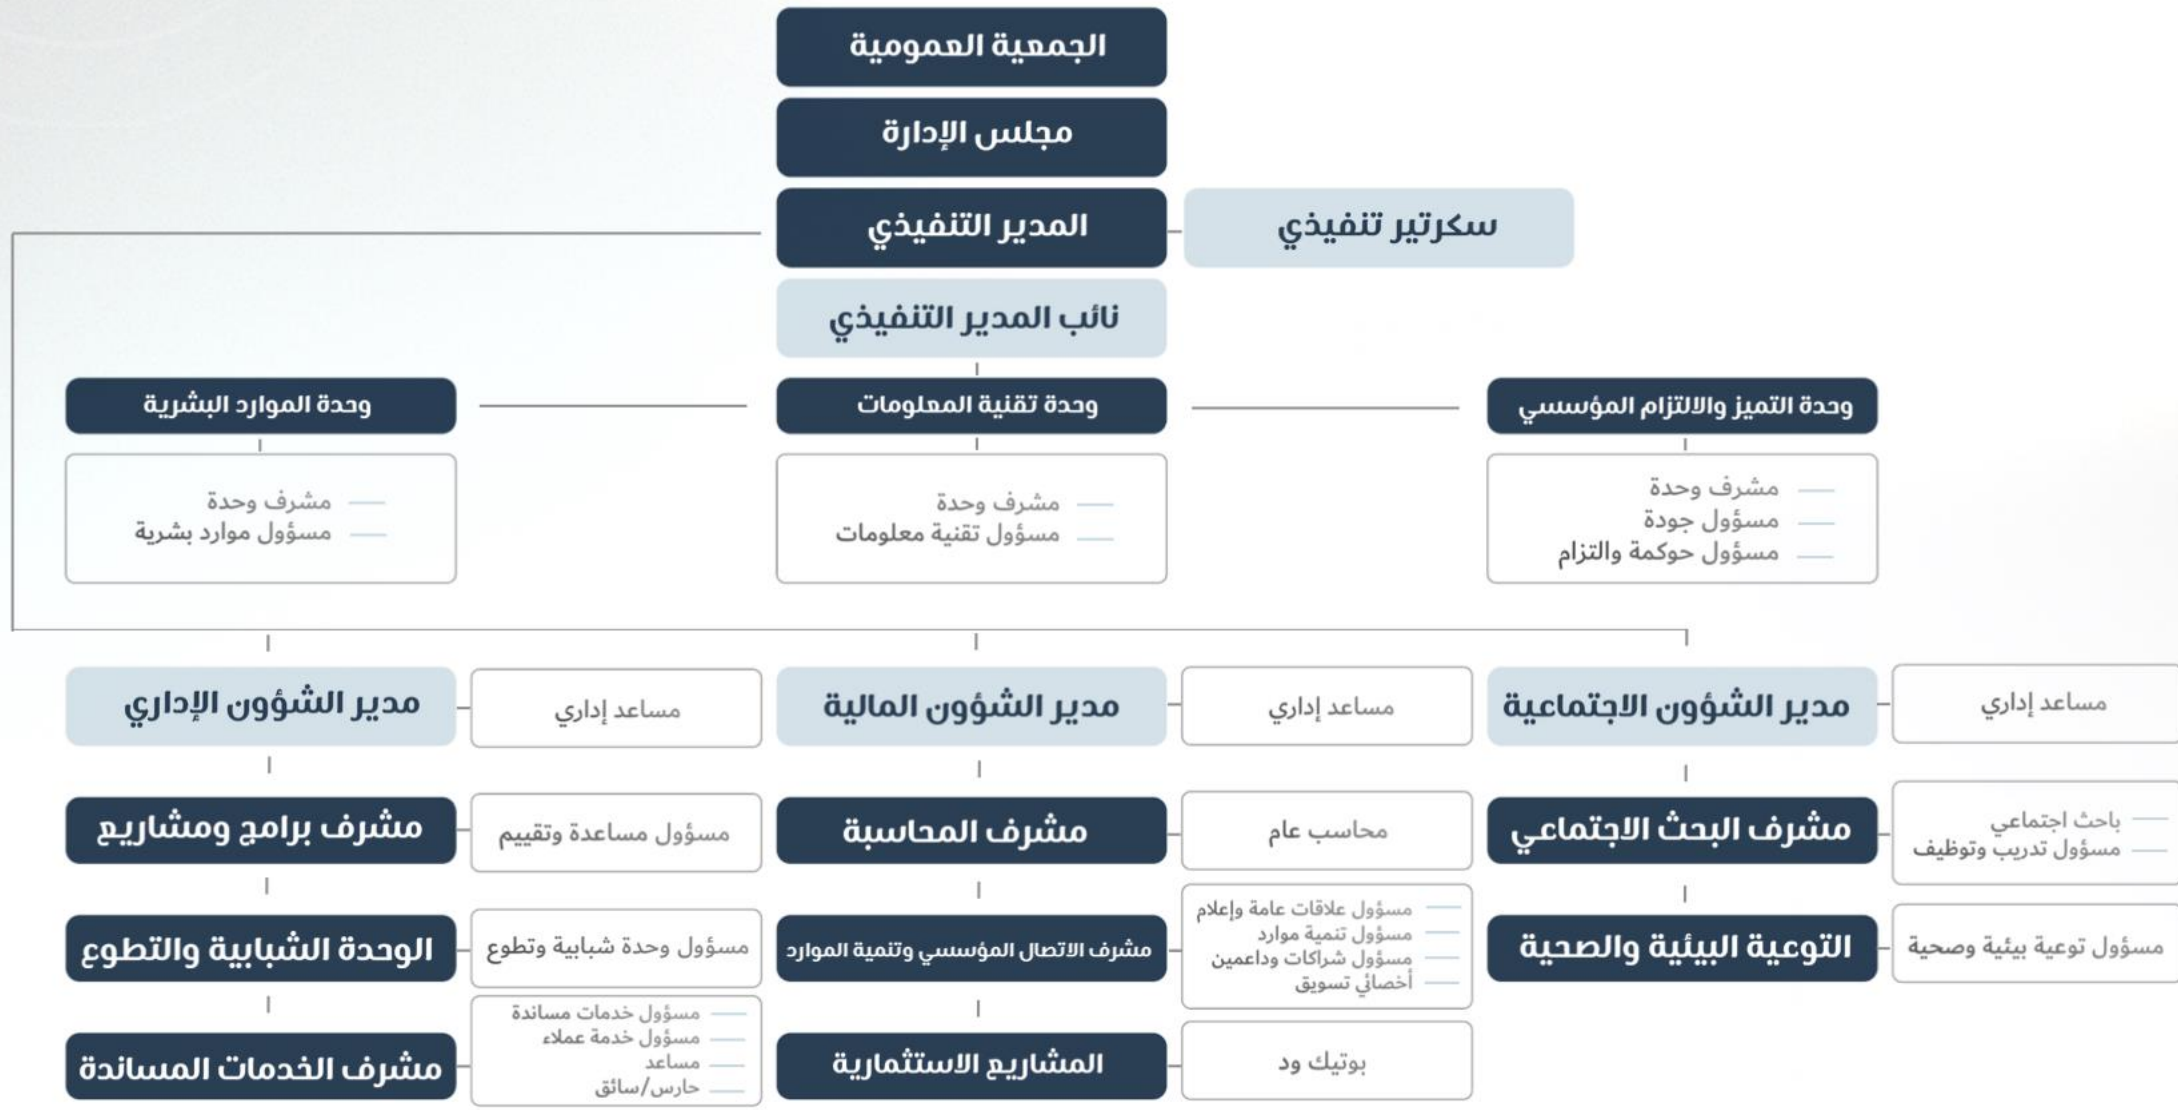 الجمعية العمومية
مجلس الإدارة
المدير التنفيذي
سكرتير تنفيذي
نائب المدير التنفيذي
وحدة التميز والالتزام المؤسسي
وحدة تقنية المعلومات
وحدة الموارد البشرية
مشرف وحدة
مسؤول جودة
مسؤول حوكمة والتزام
مشرف وحدة
مسؤول تقنية معلومات
مشرف وحدة
مسؤول موارد بشرية
مساعد إداري
مدير الشؤون الاجتماعية
مساعد إداري
مدير الشؤون المالية
مساعد إداري
مدير الشؤون الإداري
باحث اجتماعي
مسؤول تدريب وتوظيف
مشرف البحث الاجتماعي
محاسب عام
مشرف المحاسبة
مسؤول مساعدة وتقييم
مشرف برامج ومشاريع
مسؤول توعية بيئية وصحية
التوعية البيئية والصحية
مسؤول علاقات عامة وإعلام
مسؤول تنمية موارد
مسؤول شراكات وداعمين
أخصائي تسويق
مشرف الاتصال المؤسسي وتنمية الموارد
مسؤول وحدة شبابية وتطوع
الوحدة الشبابية والتطوع
بوتيك ود
المشاريع الاستثمارية
مسؤول خدمات مساندة
مسؤول خدمة عملاء
مساعد
حارس/سائق
مشرف الخدمات المساندة